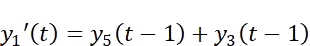 y₁′(t) = y₅(t − 1) + y₃(t − 1)